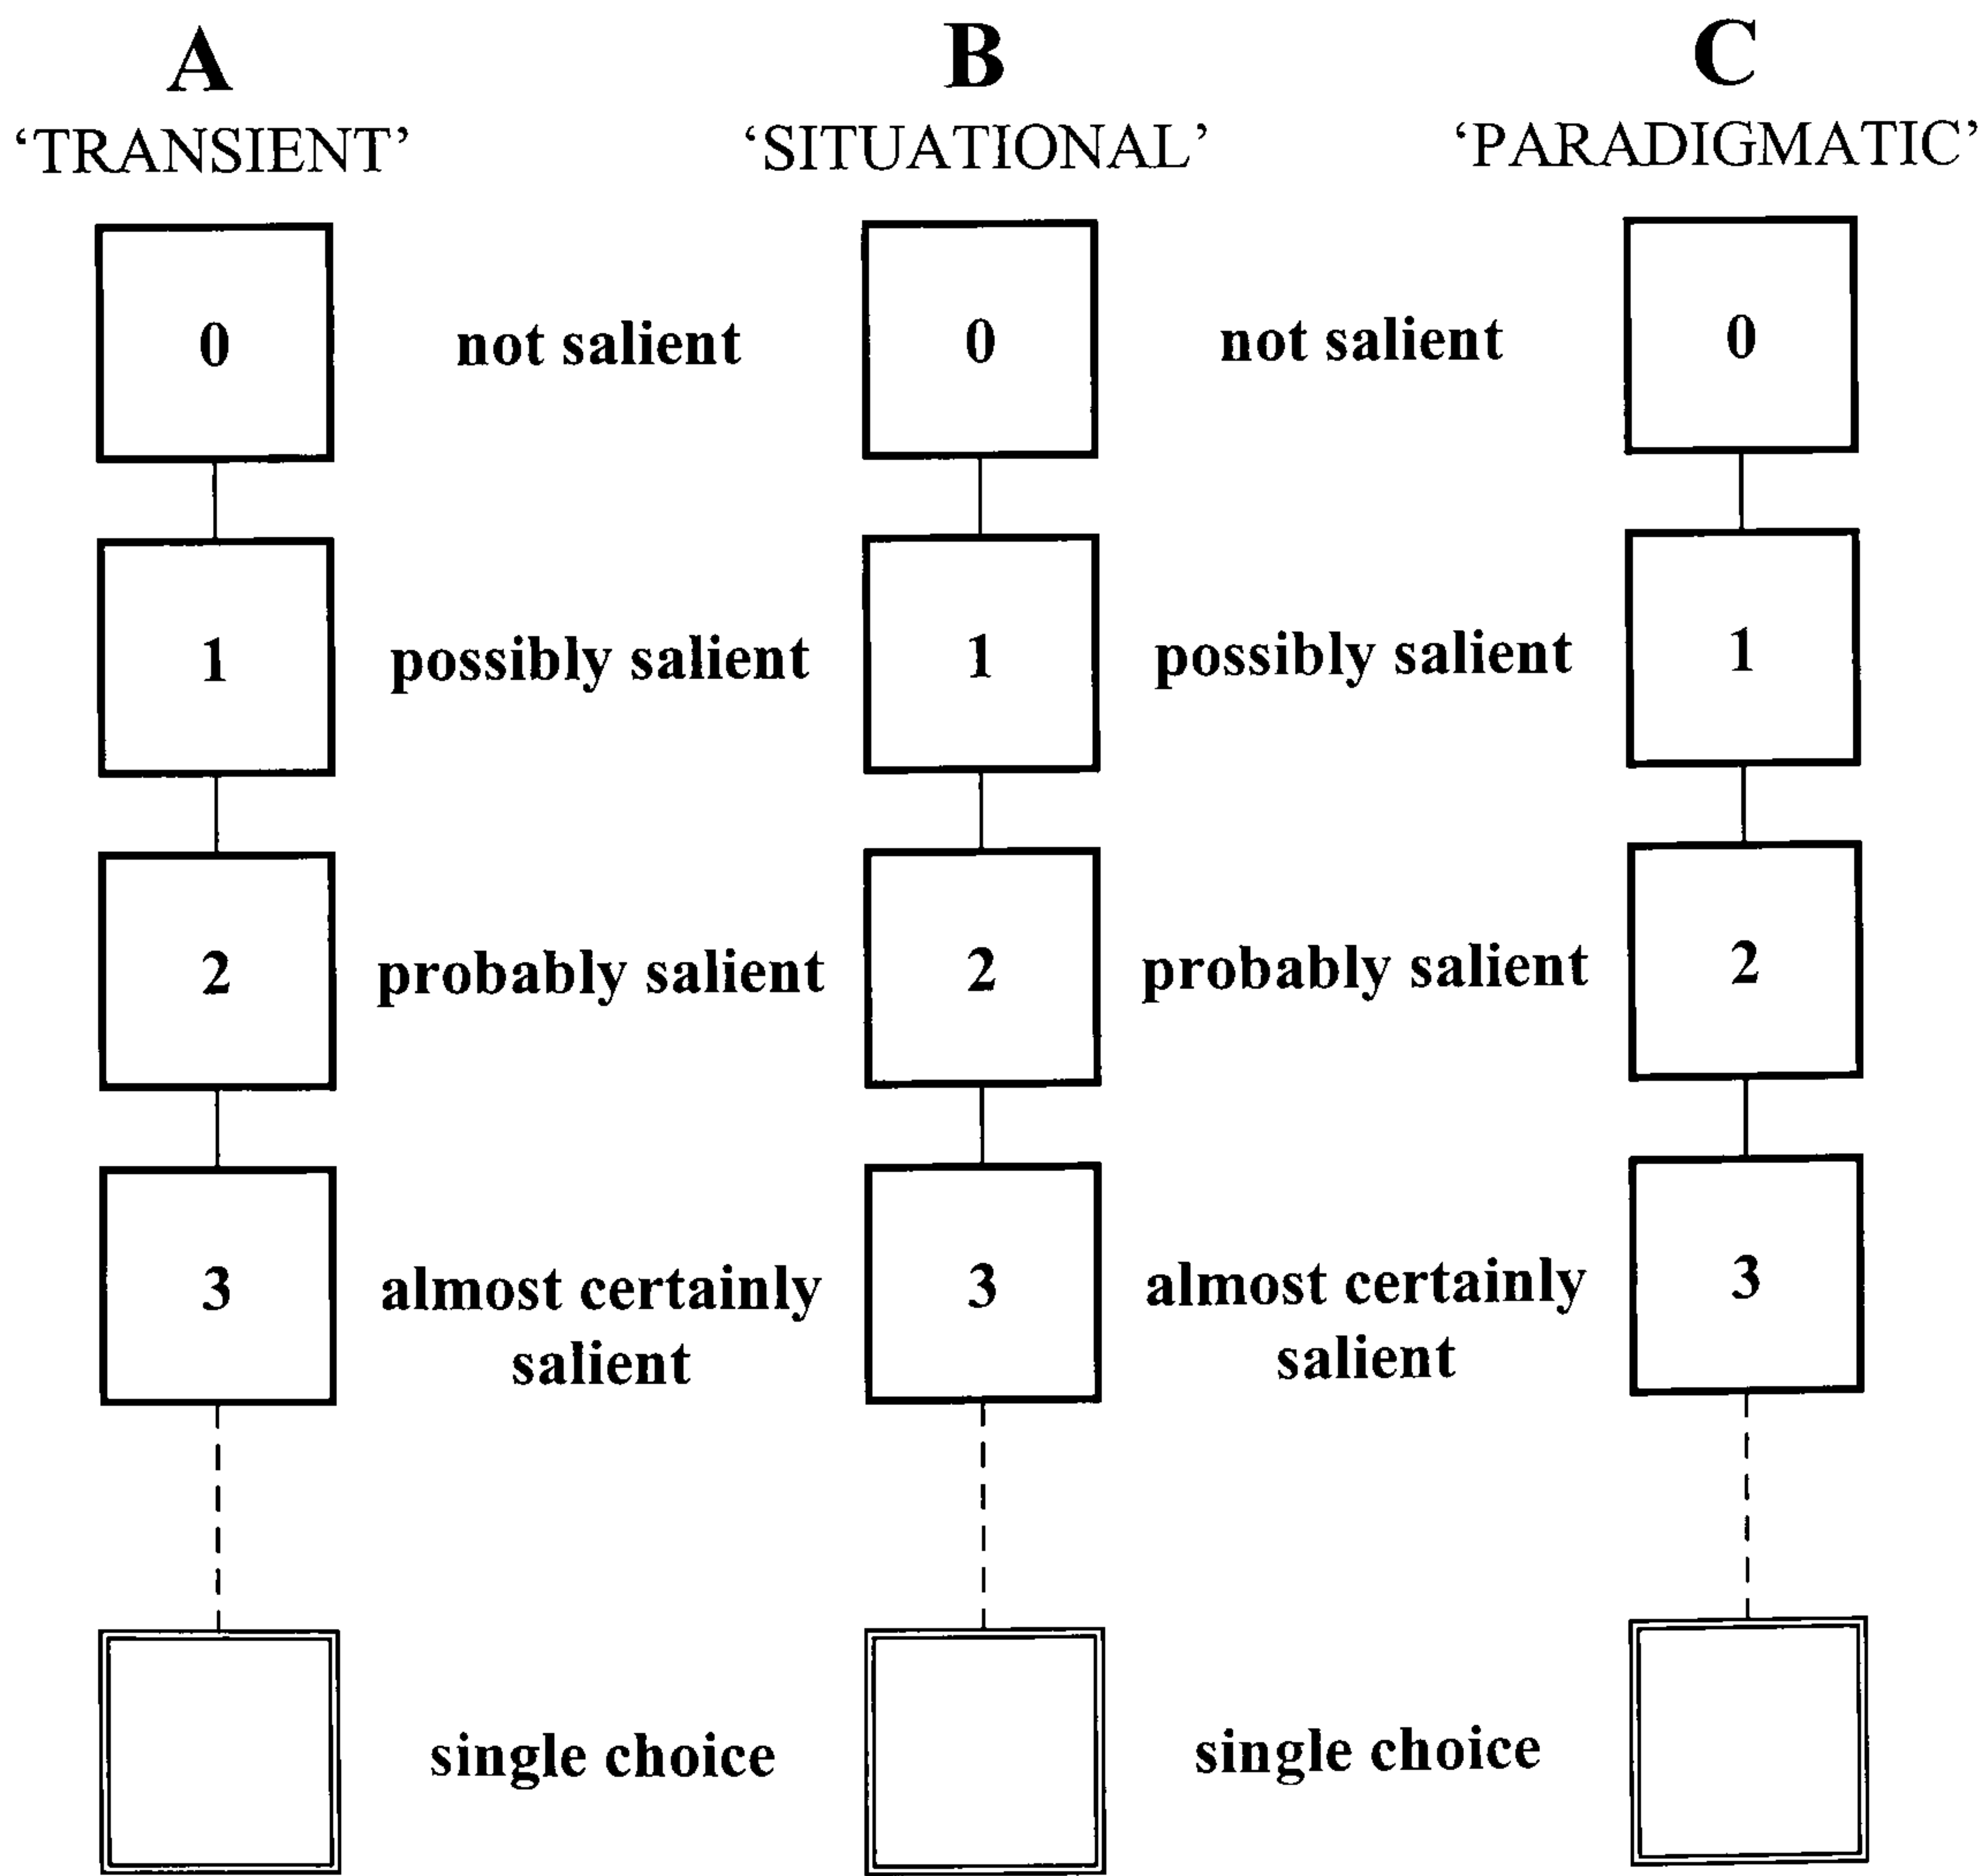 A B C
‘TRANSIENT’ ‘SITUATIONAL’ ‘PARADIGMATIC’
0 not salient 0 not salient 0
1 possibly salient 1 possibly salient 1
2 probably salient 2 probably salient 2
3 almost certainly 3 almost certainly 3
salient salient
single choice single choice